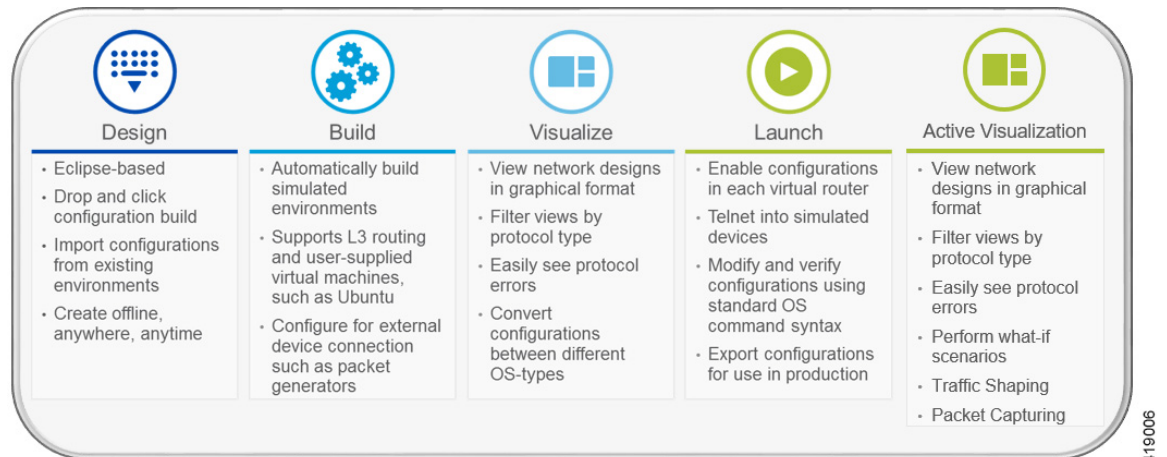 Design
• Eclipse-based
• Drop and click
configuration build
• Import configurations
from existing
environments
• Create offline,
anywhere, anytime
Build
• Automatically build
simulated
environments
• Supports L3 routing
and user-supplied
virtual machines,
such as Ubuntu
• Configure for external
device connection
such as packet
generators
Visualize
• View network designs
in graphical format
• Filter views by
protocol type
• Easily see protocol
errors
• Convert
configurations
between different
OS-types
Launch
• Enable configurations
in each virtual router
• Telnet into simulated
devices
• Modify and verify
configurations using
standard OS
command syntax
• Export configurations
for use in production
Active Visualization
• View network
designs in graphical
format
• Filter views by
protocol type
• Easily see protocol
errors
• Perform what-if
scenarios
• Traffic Shaping
• Packet Capturing
419006